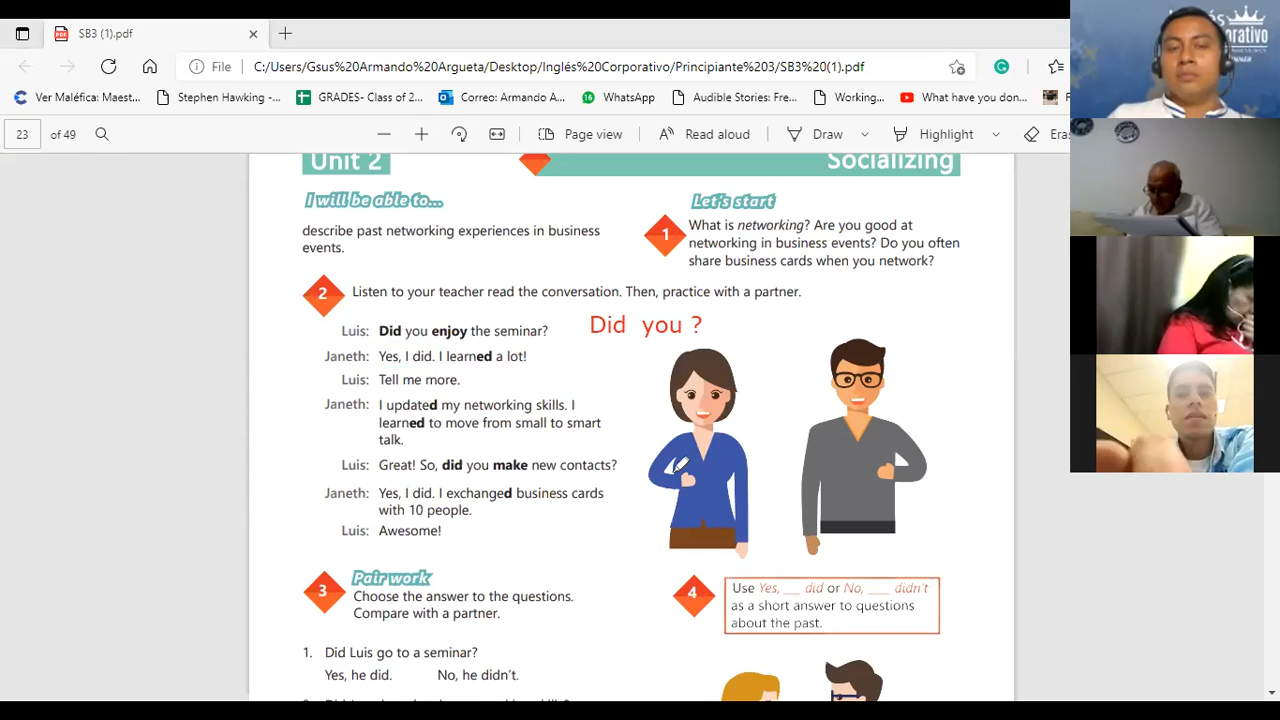 SB3 (1).pdf
File
C:/Users/Gsus%20Armando%20Argueta/Desktop/Inglés%20Corporativo/Principiante%203/SB3%20(1).pdf
Ver Maléfica: Maest...
Stephen Hawking -...
GRADES- Class of 2...
Correo: Armando A...
WhatsApp
Audible Stories: Fre...
Working...
What have you don...
23 of 49
Page view
Read aloud
Draw
Highlight
Eras
Unit 2
Socializing
I will be able to...
describe past networking experiences in business
events.
Let's start
1
What is networking? Are you good at
networking in business events? Do you often
share business cards when you network?
2
Listen to your teacher read the conversation. Then, practice with a partner.
Did you ?
Luis: Did you enjoy the seminar?
Janeth: Yes, I did. I learned a lot!
Luis: Tell me more.
Janeth: I updated my networking skills. I
learned to move from small to smart
talk.
Luis: Great! So, did you make new contacts?
Janeth: Yes, I did. I exchanged business cards
with 10 people.
Luis: Awesome!
3
Pair work
Choose the answer to the questions.
Compare with a partner.
1. Did Luis go to a seminar?
Yes, he did. No, he didn't.
4
Use Yes, __ did or No, ___ didn't
as a short answer to questions
about the past.